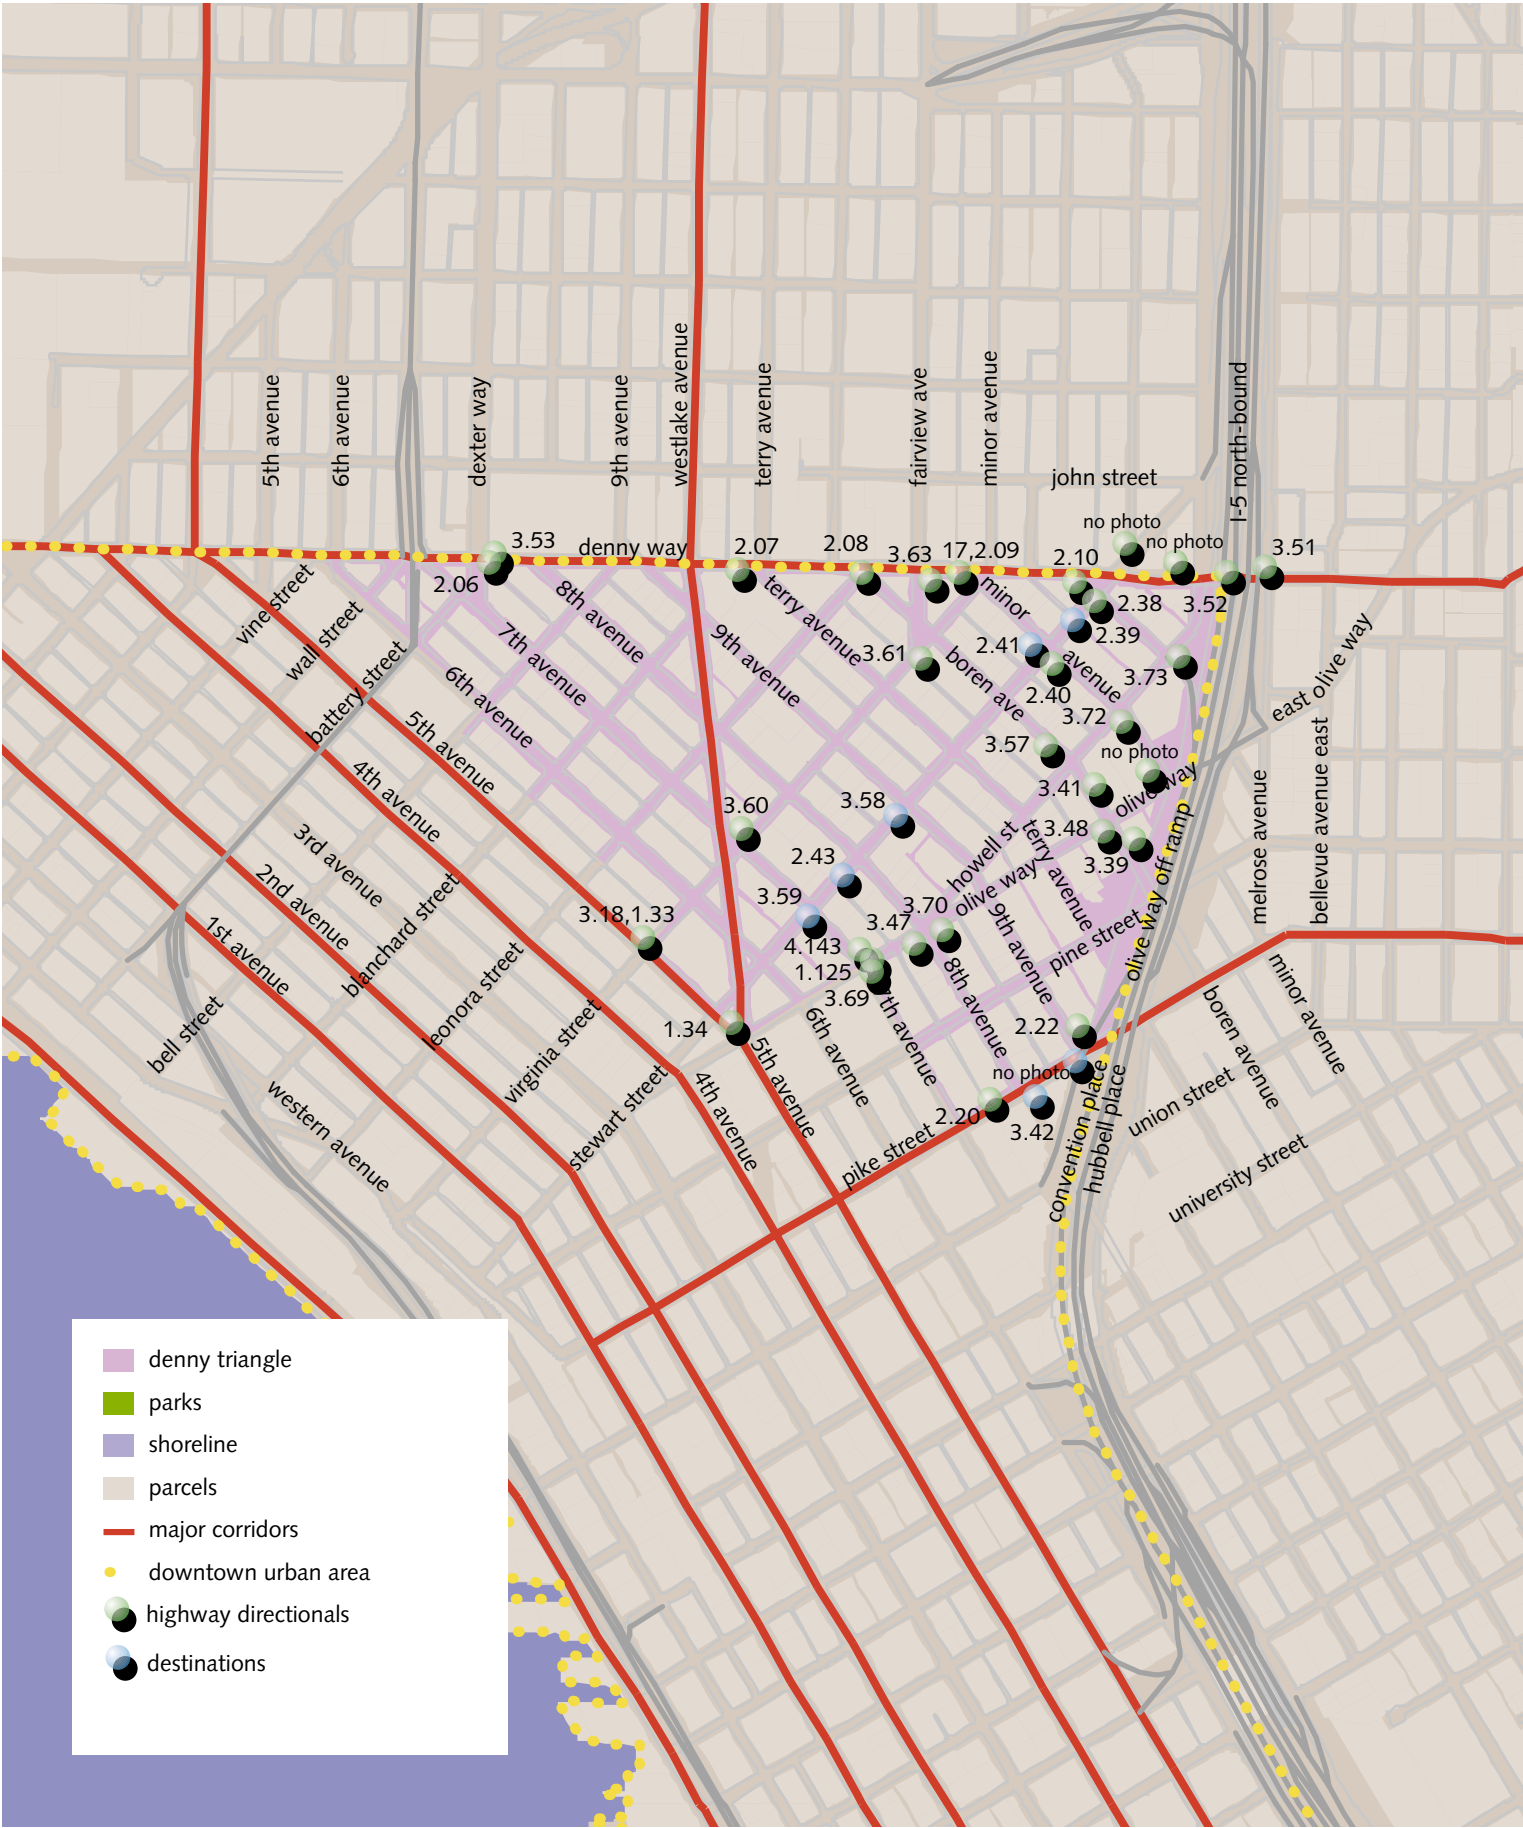 5th avenue
6th avenue
dexter way
9th avenue
westlake avenue
terry avenue
fairview ave
minor avenue
john street
I-5 north-bound
no photo
no photo
3.53
denny way
2.07
2.08
3.63
17,2.09
2.10
3.51
2.06
2.38
3.52
vine street
wall street
battery street
8th avenue
7th avenue
6th avenue
terry avenue
9th avenue
minor
avenue
boren ave
3.61
2.41
2.39
2.40
3.73
3.72
east olive way
3.57
no photo
5th avenue
4th avenue
3rd avenue
2nd avenue
1st avenue
3.41
olive way
3.60
3.58
3.48
3.39
howell st
olive way
terry avenue
2.43
3.59
3.70
3.47
3.18,1.33
4.143
1.125
3.69
9th avenue
pine street
olive way off ramp
melrose avenue
bellevue avenue east
blanchard street
leonora street
bell street
virginia street
western avenue
stewart street
1.34
5th avenue
4th avenue
6th avenue
7th avenue
8th avenue
2.22
no photo
2.20
3.42
pike street
convention place
hubbell place
minor avenue
boren avenue
union street
university street
denny triangle
parks
shoreline
parcels
major corridors
downtown urban area
highway directionals
destinations